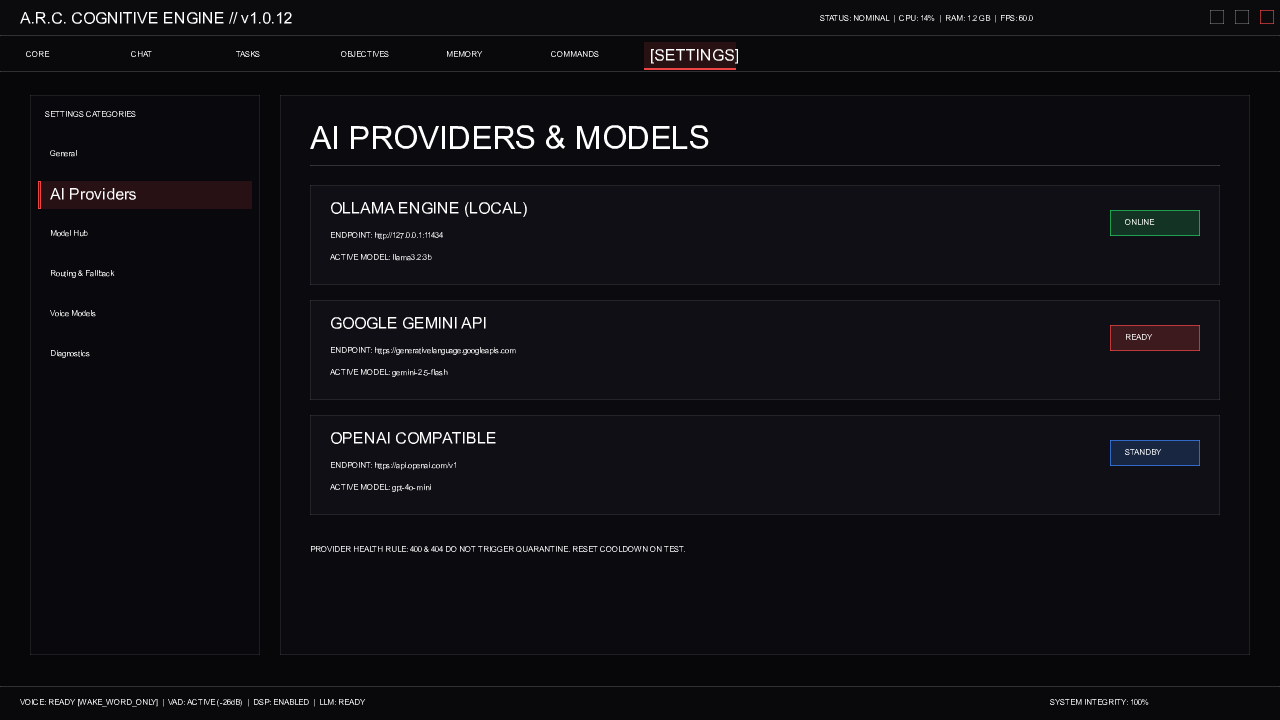 A.R.C. COGNITIVE ENGINE // v1.0.12
STATUS: NOMINAL | CPU: 14% | RAM: 1.2 GB | FPS: 60.0
CORE
CHAT
TASKS
OBJECTIVES
MEMORY
COMMANDS
[SETTINGS]
SETTINGS CATEGORIES
General
AI Providers
Model Hub
Routing & Fallback
Voice Models
Diagnostics
AI PROVIDERS & MODELS
OLLAMA ENGINE (LOCAL)
ENDPOINT: http://127.0.0.1:11434
ACTIVE MODEL: llama3.2:3b
ONLINE
GOOGLE GEMINI API
ENDPOINT: https://generativelanguage.googleapis.com
ACTIVE MODEL: gemini-2.5-flash
READY
OPENAI COMPATIBLE
ENDPOINT: https://api.openai.com/v1
ACTIVE MODEL: gpt-4o-mini
STANDBY
PROVIDER HEALTH RULE: 400 & 404 DO NOT TRIGGER QUARANTINE. RESET COOLDOWN ON TEST.
VOICE: READY [WAKE_WORD_ONLY] | VAD: ACTIVE (-26dB) | DSP: ENABLED | LLM: READY
SYSTEM INTEGRITY: 100%